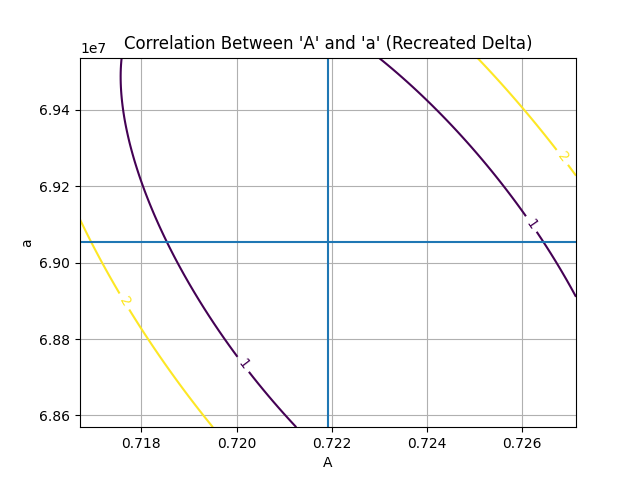 Correlation Between 'A' and 'a' (Recreated Delta)
1e7
6.94
6.92
6.90
6.88
6.86
a
2
1
2
1
0.718 0.720 0.722 0.724 0.726
A